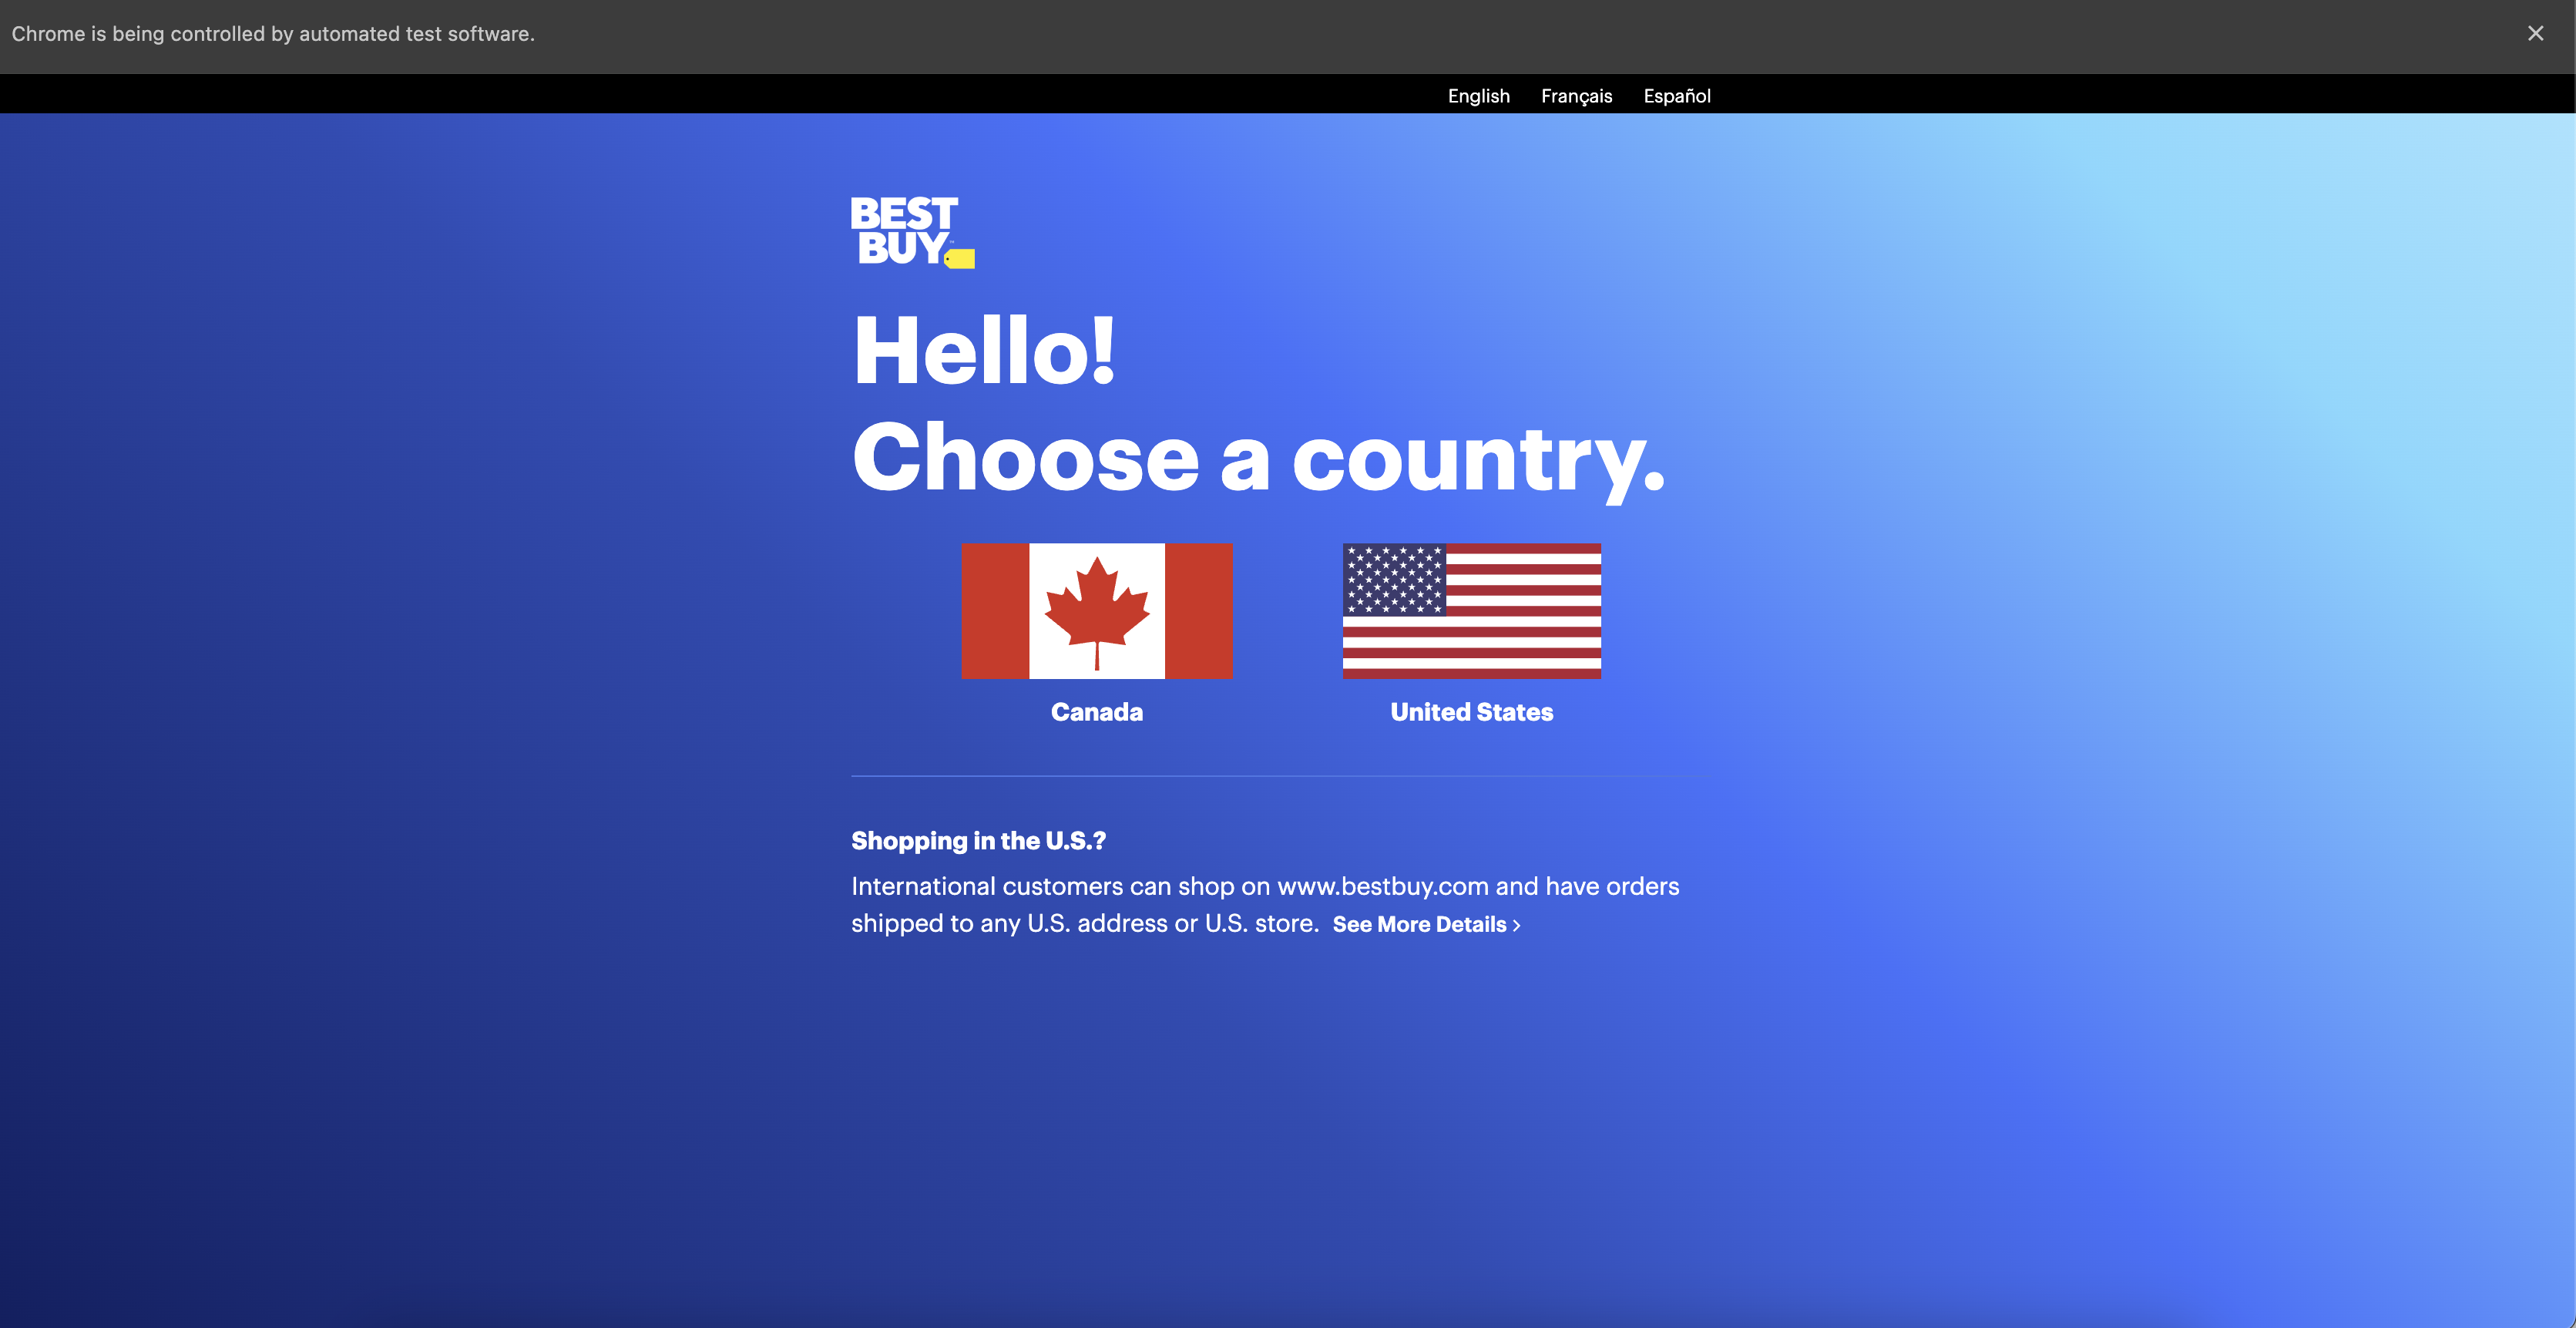 Chrome is being controlled by automated test software.
English Français Español
BEST
BUY™
Hello!
Choose a country.
Canada United States
Shopping in the U.S.?
International customers can shop on www.bestbuy.com and have orders
shipped to any U.S. address or U.S. store. See More Details ›